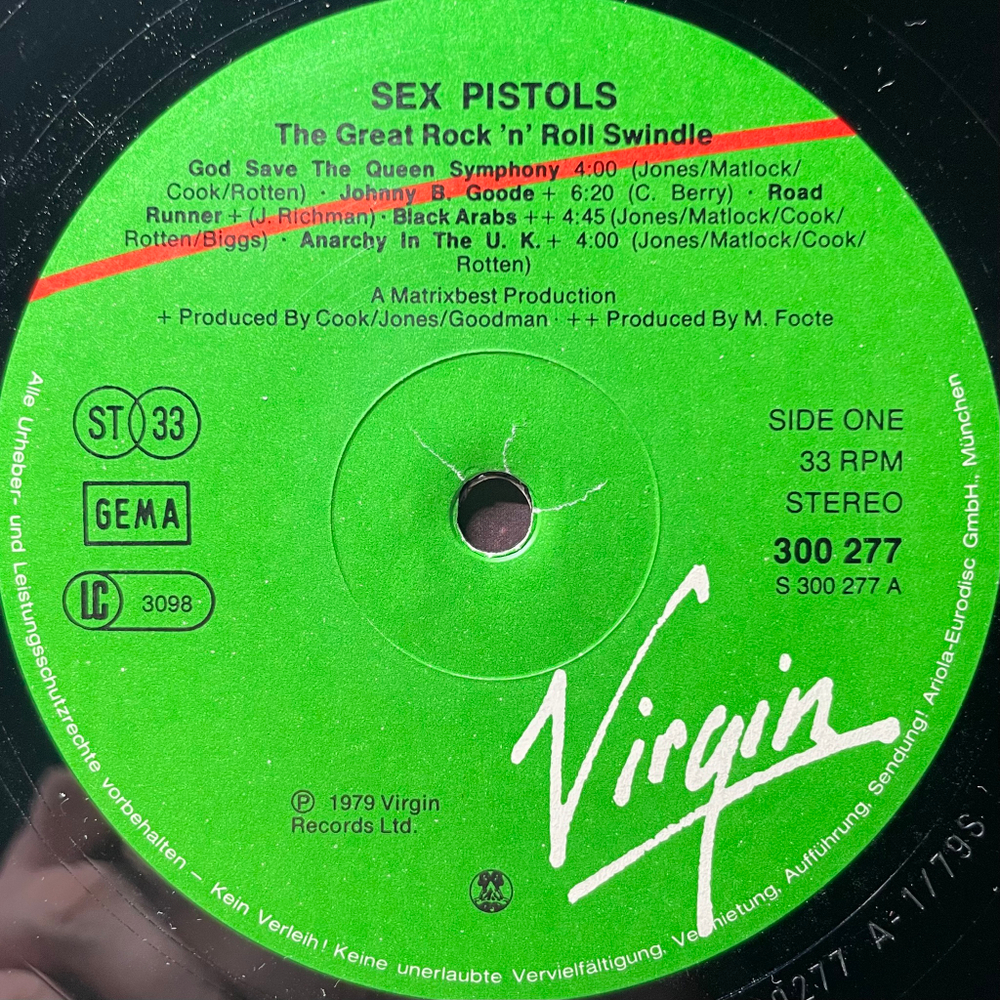 SEX PISTOLS
The Great Rock 'n' Roll Swindle
God Save The Queen Symphony 4:00 (Jones/Matlock/
Cook/Rotten) · Johnny B. Goode + 6:20 (C. Berry) · Road
Runner + (J. Richman) · Black Arabs ++ 4:45 (Jones/Matlock/Cook/
Rotten/Biggs) · Anarchy In The U. K. + 4:00 (Jones/Matlock/Cook/
Rotten)
A Matrixbest Production
+ Produced By Cook/Jones/Goodman · ++ Produced By M. Foote
ST 33
GEMA
LC 3098
SIDE ONE
33 RPM
STEREO
300 277
S 300 277 A
Virgin
℗ 1979 Virgin
Records Ltd.
Alle Urheber- und Leistungsschutzrechte vorbehalten – Kein Verleih! Keine unerlaubte Vervielfältigung, Vermietung, Aufführung, Sendung! Ariola-Eurodisc GmbH., München
0277 A-1/79S